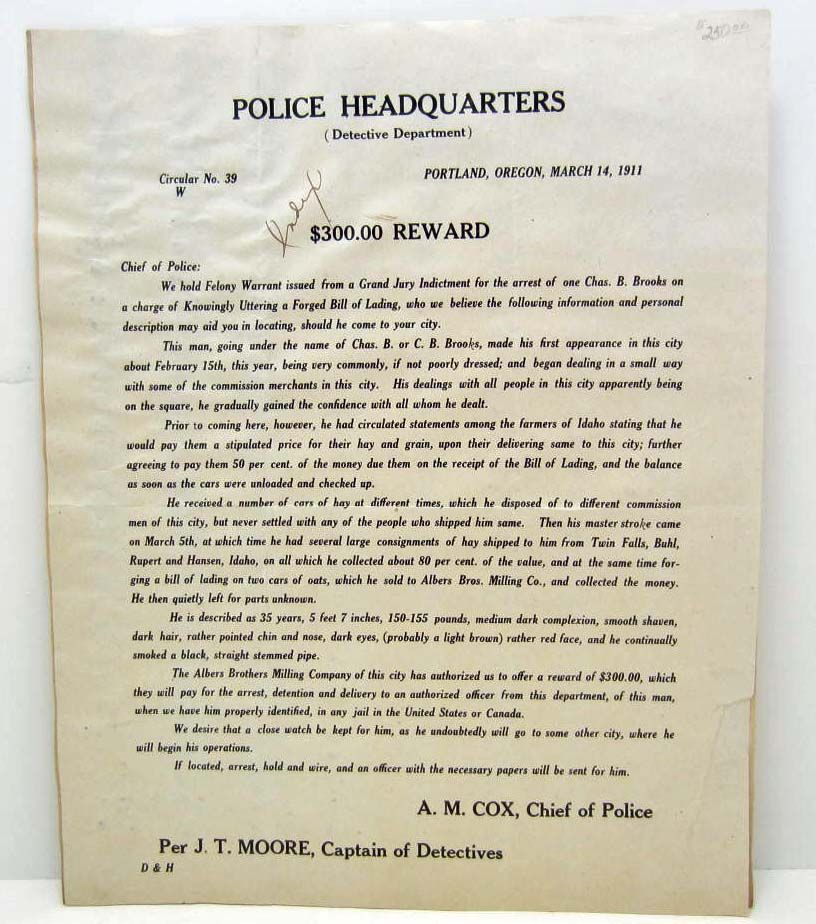 $250.00
POLICE HEADQUARTERS
(Detective Department)
Circular No. 39
W
PORTLAND, OREGON, MARCH 14, 1911
Index
$300.00 REWARD
Chief of Police:
We hold Felony Warrant issued from a Grand Jury Indictment for the arrest of one Chas. B. Brooks on
a charge of Knowingly Uttering a Forged Bill of Lading, who we believe the following information and personal
description may aid you in locating, should he come to your city.
This man, going under the name of Chas. B. or C. B. Brooks, made his first appearance in this city
about February 15th, this year, being very commonly, if not poorly dressed; and began dealing in a small way
with some of the commission merchants in this city. His dealings with all people in this city apparently being
on the square, he gradually gained the confidence with all whom he dealt.
Prior to coming here, however, he had circulated statements among the farmers of Idaho stating that he
would pay them a stipulated price for their hay and grain, upon their delivering same to this city; further
agreeing to pay them 50 per cent. of the money due them on the receipt of the Bill of Lading, and the balance
as soon as the cars were unloaded and checked up.
He received a number of cars of hay at different times, which he disposed of to different commission
men of this city, but never settled with any of the people who shipped him same. Then his master stroke came
on March 5th, at which time he had several large consignments of hay shipped to him from Twin Falls, Buhl,
Rupert and Hansen, Idaho, on all which he collected about 80 per cent. of the value, and at the same time for-
ging a bill of lading on two cars of oats, which he sold to Albers Bros. Milling Co., and collected the money.
He then quietly left for parts unknown.
He is described as 35 years, 5 feet 7 inches, 150-155 pounds, medium dark complexion, smooth shaven,
dark hair, rather pointed chin and nose, dark eyes, (probably a light brown) rather red face, and he continually
smoked a black, straight stemmed pipe.
The Albers Brothers Milling Company of this city has authorized us to offer a reward of $300.00, which
they will pay for the arrest, detention and delivery to an authorized officer from this department, of this man,
when we have him properly identified, in any jail in the United States or Canada.
We desire that a close watch be kept for him, as he undoubtedly will go to some other city, where he
will begin his operations.
If located, arrest, hold and wire, and an officer with the necessary papers will be sent for him.
A. M. COX, Chief of Police
Per J. T. MOORE, Captain of Detectives
D & H